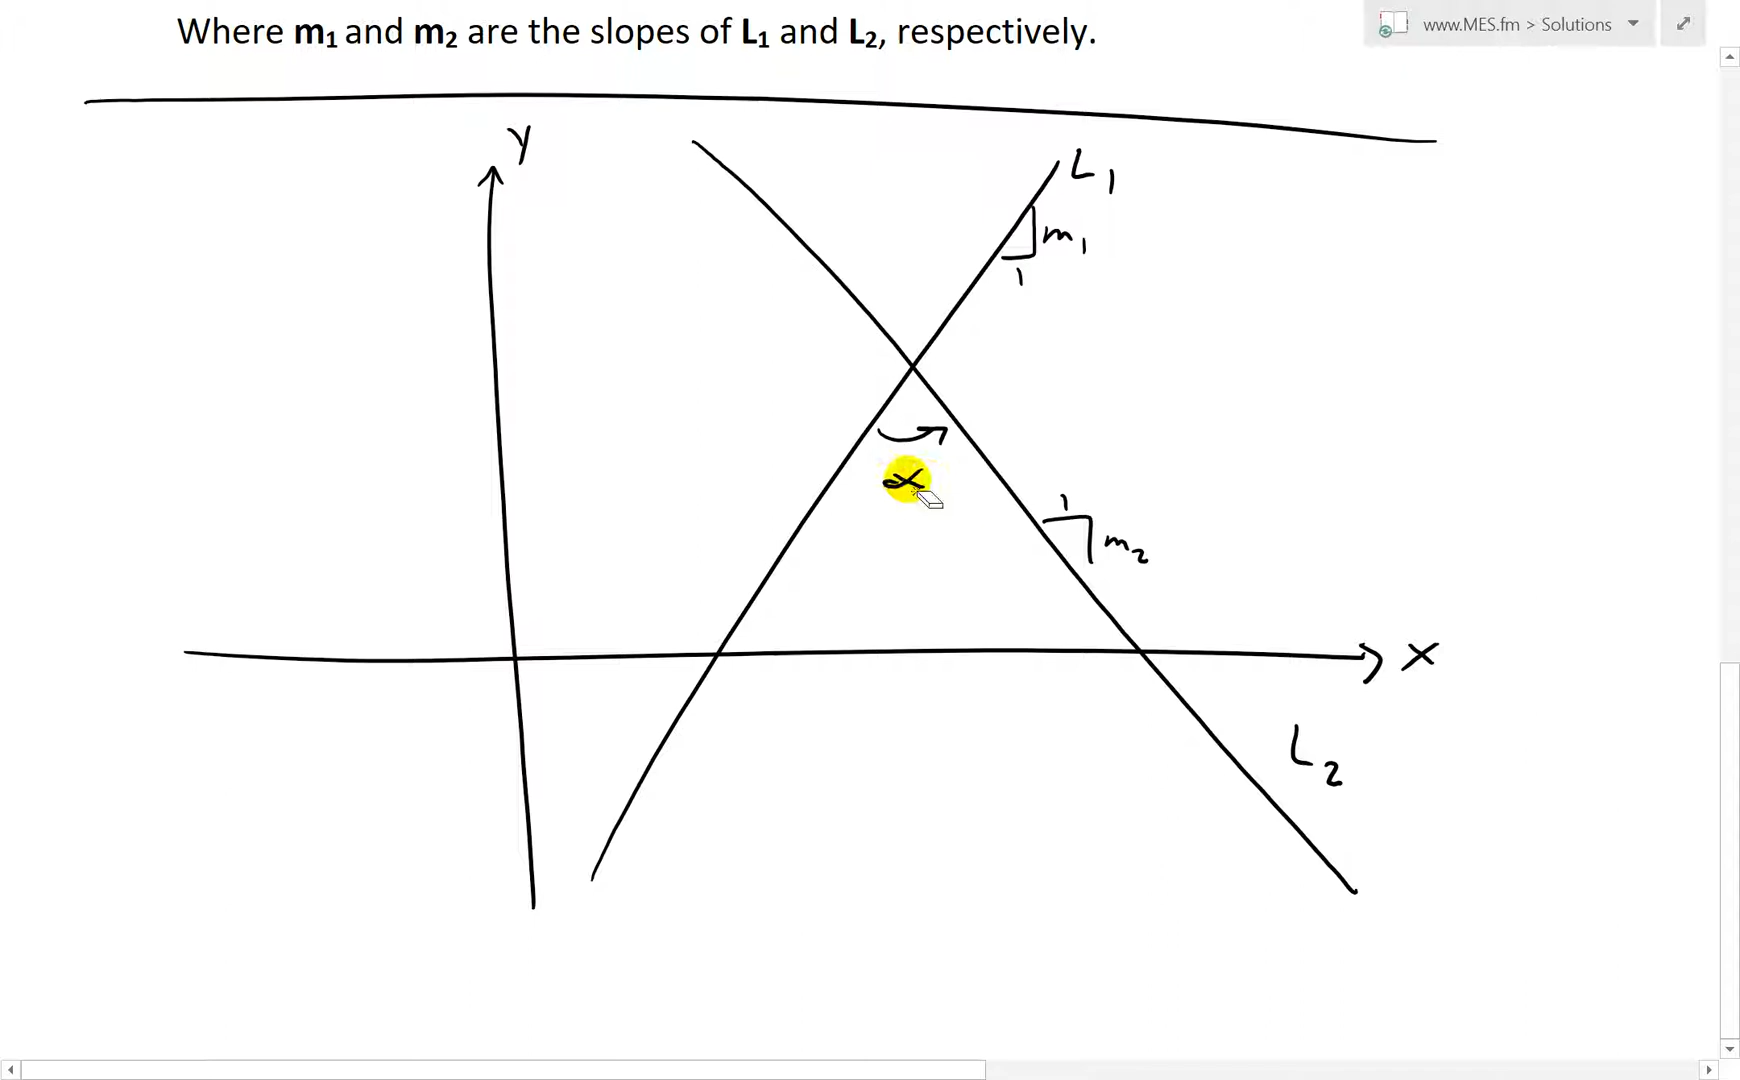 Where m₁ and m₂ are the slopes of L₁ and L₂, respectively.
www.MES.fm > Solutions
y
L₁
m₁
1
α
1
m₂
x
L₂